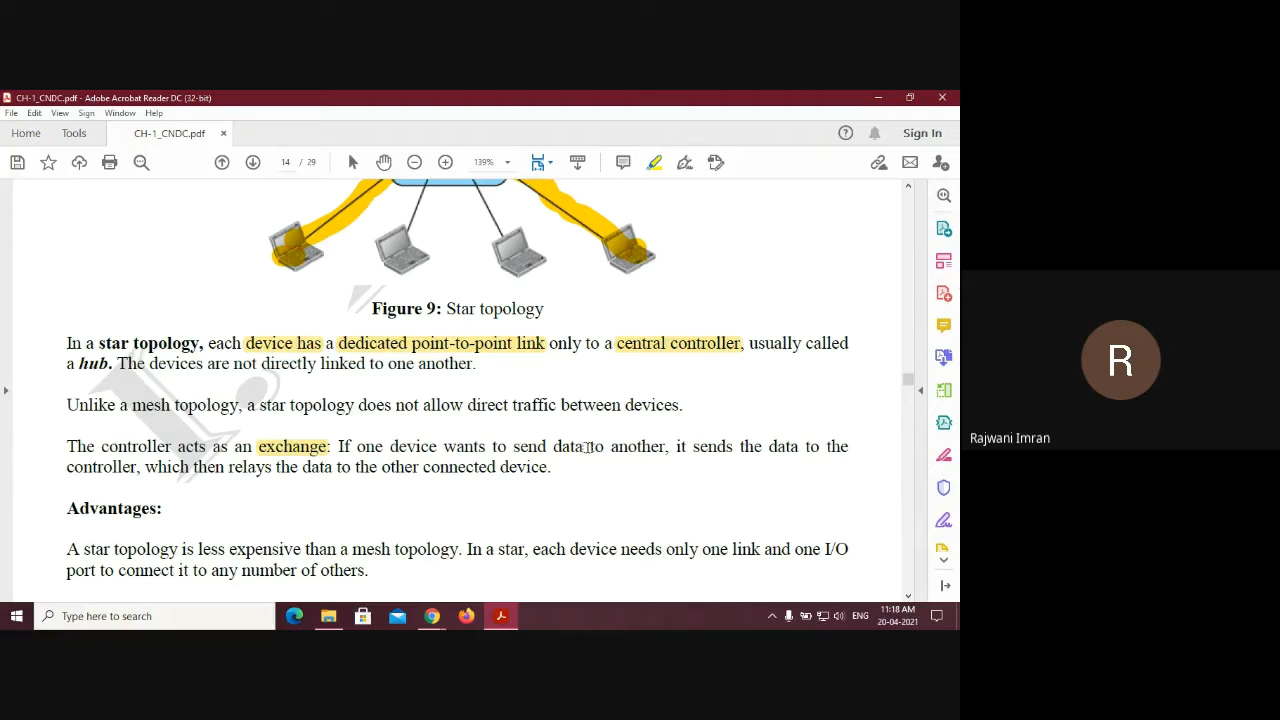 CH-1_CNDC.pdf - Adobe Acrobat Reader DC (32-bit)
File Edit View Sign Window Help
Home Tools CH-1_CNDC.pdf × Sign In
14 / 29 139%
Figure 9: Star topology
In a star topology, each device has a dedicated point-to-point link only to a central controller, usually called
a hub. The devices are not directly linked to one another.
Unlike a mesh topology, a star topology does not allow direct traffic between devices.
The controller acts as an exchange: If one device wants to send data to another, it sends the data to the
controller, which then relays the data to the other connected device.
Advantages:
A star topology is less expensive than a mesh topology. In a star, each device needs only one link and one I/O
port to connect it to any number of others.
Type here to search
ENG
11:18 AM
20-04-2021
R
Rajwani Imran